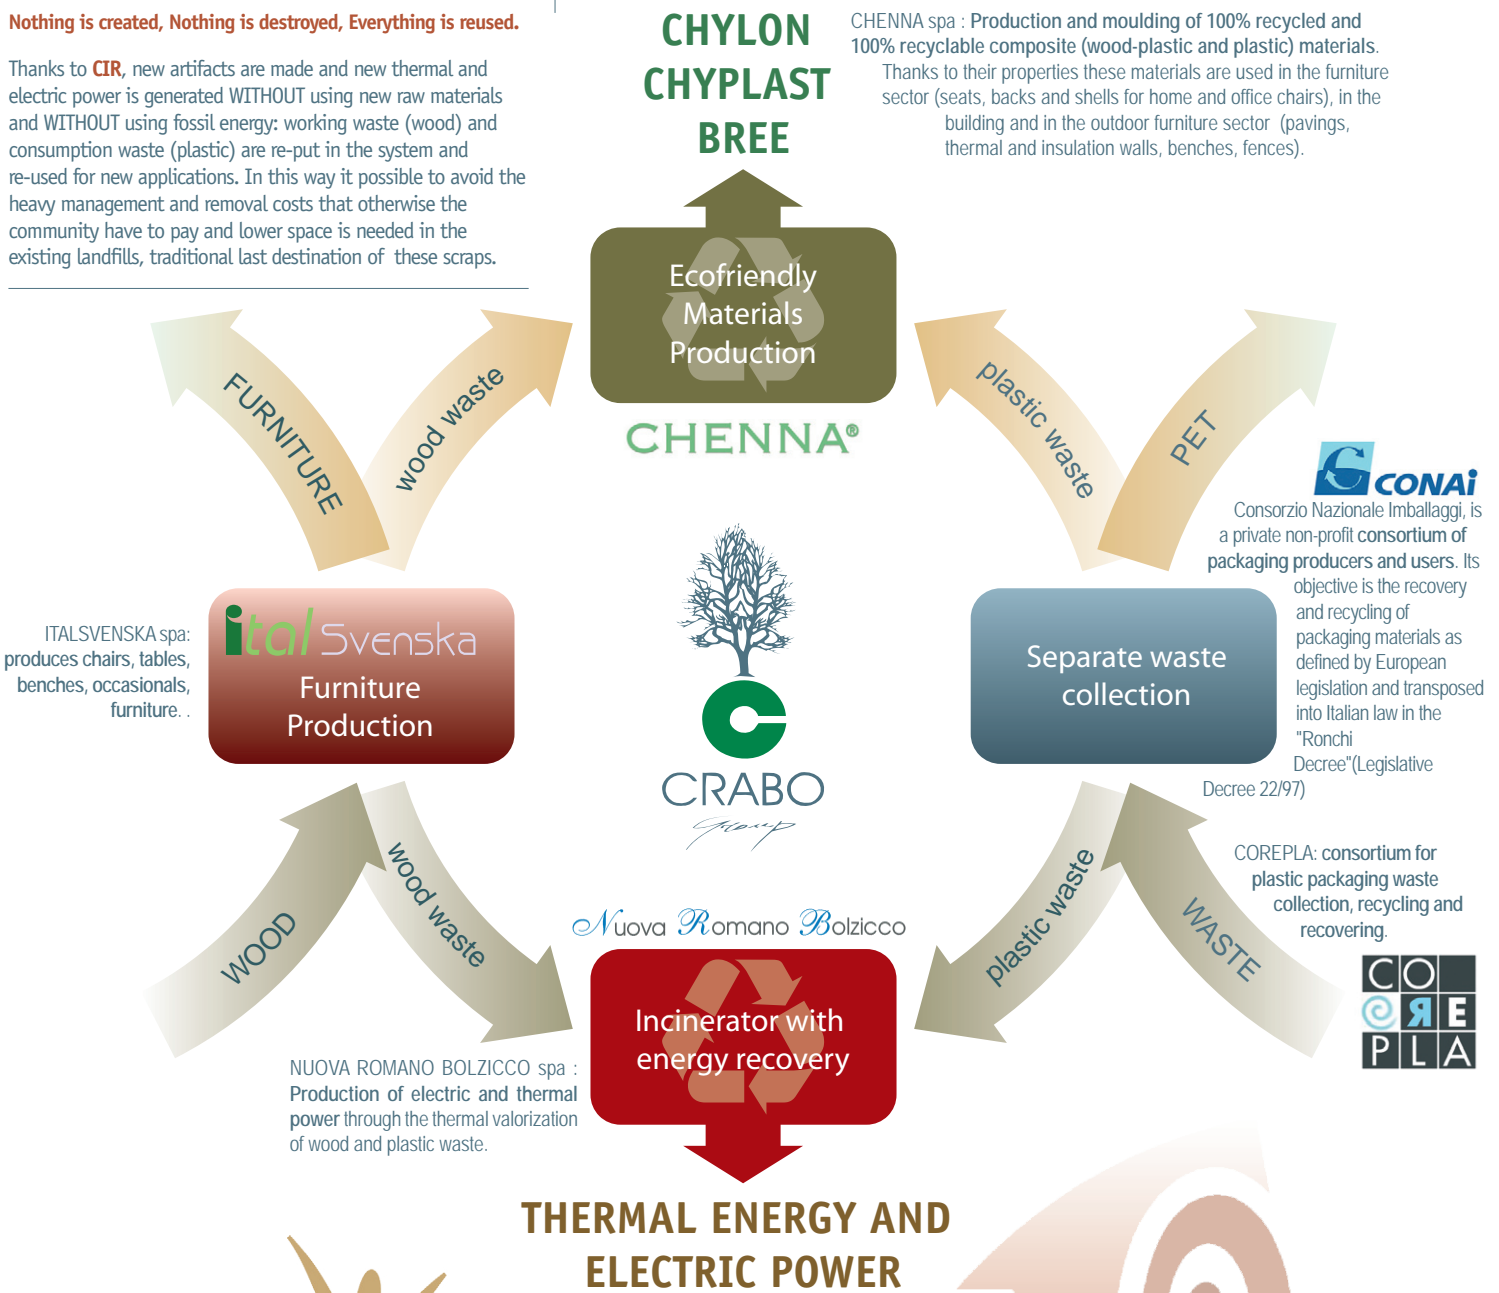 Nothing is created, Nothing is destroyed, Everything is reused.
Thanks to CIR, new artifacts are made and new thermal and
electric power is generated WITHOUT using new raw materials
and WITHOUT using fossil energy: working waste (wood) and
consumption waste (plastic) are re-put in the system and
re-used for new applications. In this way it possible to avoid the
heavy management and removal costs that otherwise the
community have to pay and lower space is needed in the
existing landfills, traditional last destination of these scraps.
CHYLON
CHYPLAST
BREE
CHENNA spa : Production and moulding of 100% recycled and
100% recyclable composite (wood-plastic and plastic) materials.
Thanks to their properties these materials are used in the furniture
sector (seats, backs and shells for home and office chairs), in the
building and in the outdoor furniture sector (pavings,
thermal and insulation walls, benches, fences).
Ecofriendly
Materials
Production
CHENNA®
FURNITURE
wood waste
plastic waste
PET
CONAi
Consorzio Nazionale Imballaggi, is
a private non-profit consortium of
packaging producers and users. Its
objective is the recovery
and recycling of
packaging materials as
defined by European
legislation and transposed
into Italian law in the
"Ronchi
Decree"(Legislative
Decree 22/97)
ITALSVENSKA spa:
produces chairs, tables,
benches, occasionals,
furniture. .
ital Svenska
Furniture
Production
CRABO
Group
Separate waste
collection
WOOD
wood waste
plastic waste
WASTE
COREPLA: consortium for
plastic packaging waste
collection, recycling and
recovering.
CO
RE
PLA
Nuova Romano Bolzicco
Incinerator with
energy recovery
NUOVA ROMANO BOLZICCO spa :
Production of electric and thermal
power through the thermal valorization
of wood and plastic waste.
THERMAL ENERGY AND
ELECTRIC POWER